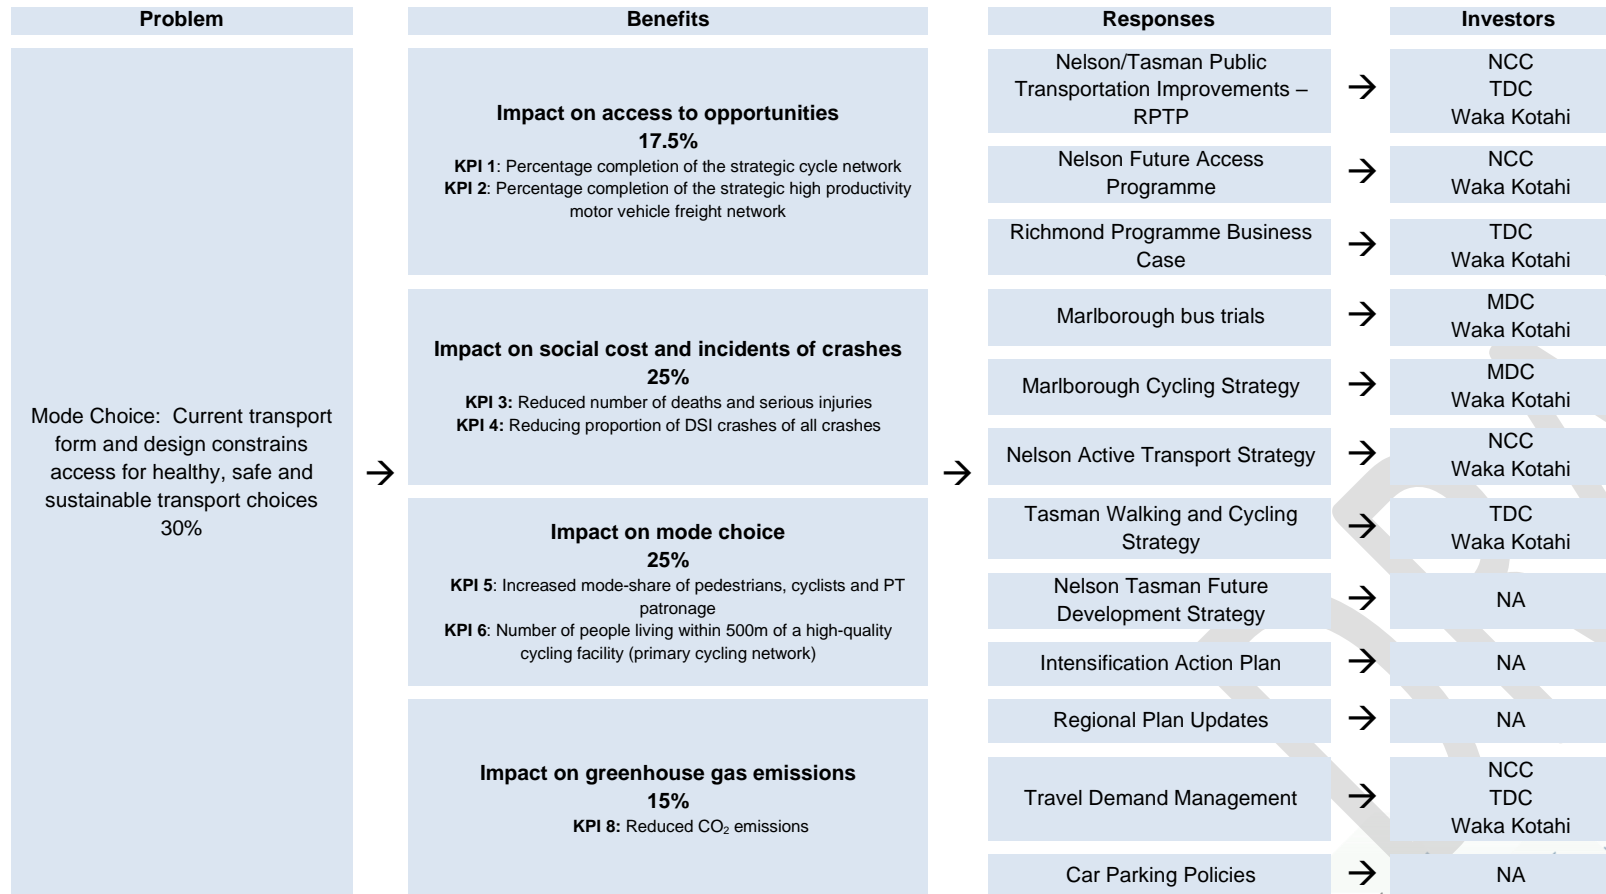 Problem
Benefits
Responses
Investors
Mode Choice: Current transport
form and design constrains
access for healthy, safe and
sustainable transport choices
30%
→
Impact on access to opportunities
17.5%
KPI 1: Percentage completion of the strategic cycle network
KPI 2: Percentage completion of the strategic high productivity
motor vehicle freight network
Impact on social cost and incidents of crashes
25%
KPI 3: Reduced number of deaths and serious injuries
KPI 4: Reducing proportion of DSI crashes of all crashes
Impact on mode choice
25%
KPI 5: Increased mode-share of pedestrians, cyclists and PT
patronage
KPI 6: Number of people living within 500m of a high-quality
cycling facility (primary cycling network)
Impact on greenhouse gas emissions
15%
KPI 8: Reduced CO₂ emissions
→
Nelson/Tasman Public
Transportation Improvements –
RPTP
→
NCC
TDC
Waka Kotahi
Nelson Future Access
Programme
→
NCC
Waka Kotahi
Richmond Programme Business
Case
→
TDC
Waka Kotahi
Marlborough bus trials
→
MDC
Waka Kotahi
Marlborough Cycling Strategy
→
MDC
Waka Kotahi
Nelson Active Transport Strategy
→
NCC
Waka Kotahi
Tasman Walking and Cycling
Strategy
→
TDC
Waka Kotahi
Nelson Tasman Future
Development Strategy
→
NA
Intensification Action Plan
→
NA
Regional Plan Updates
→
NA
Travel Demand Management
→
NCC
TDC
Waka Kotahi
Car Parking Policies
→
NA